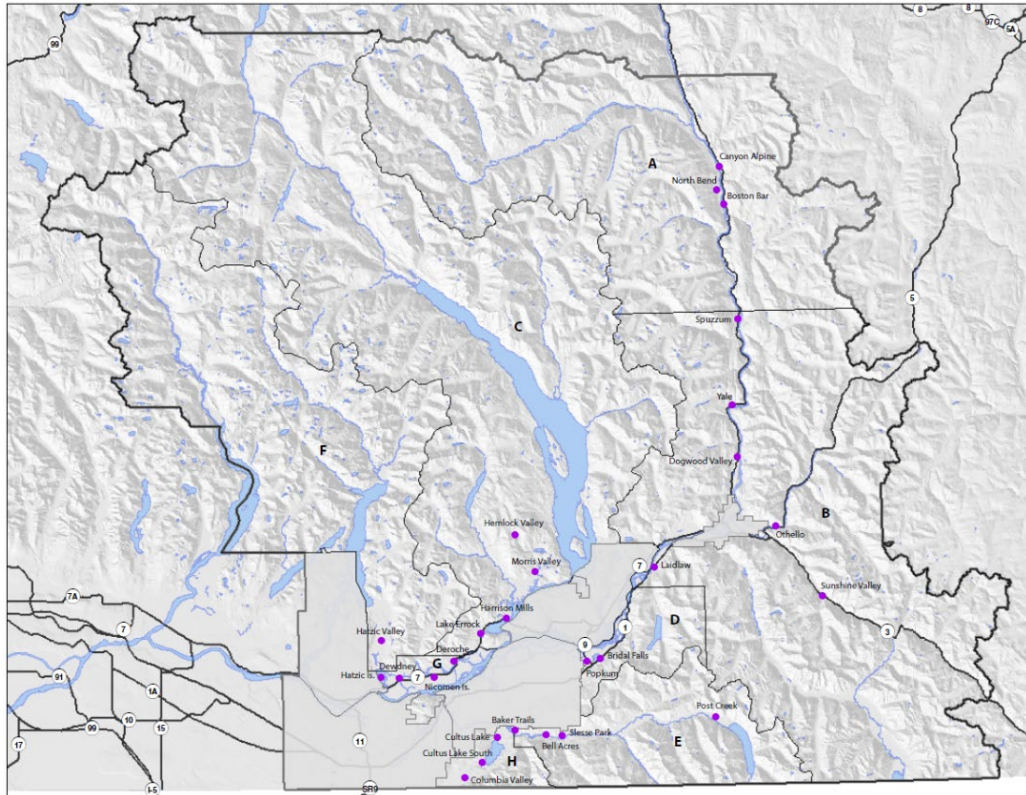 8
8
97C
5A
99
A
Canyon Alpine
North Bend
Boston Bar
5
C
Spuzzum
Yale
F
Dogwood Valley
B
Hemlock Valley
Othello
Morris Valley
7
Laidlaw
7A
Sunshine Valley
Harrison Mills
7
Lake Errock
1
D
3
Hatzic Valley
Deroche
9
Bridal Falls
G
Dewdney
Popkum
91
Hatzic Is.
7
Nicomen Is.
1A
Post Creek
Baker Trails
10
99
15
Cultus Lake
Slesse Park
17
11
Bell Acres
E
Cultus Lake South
H
Columbia Valley
I-5
SR9